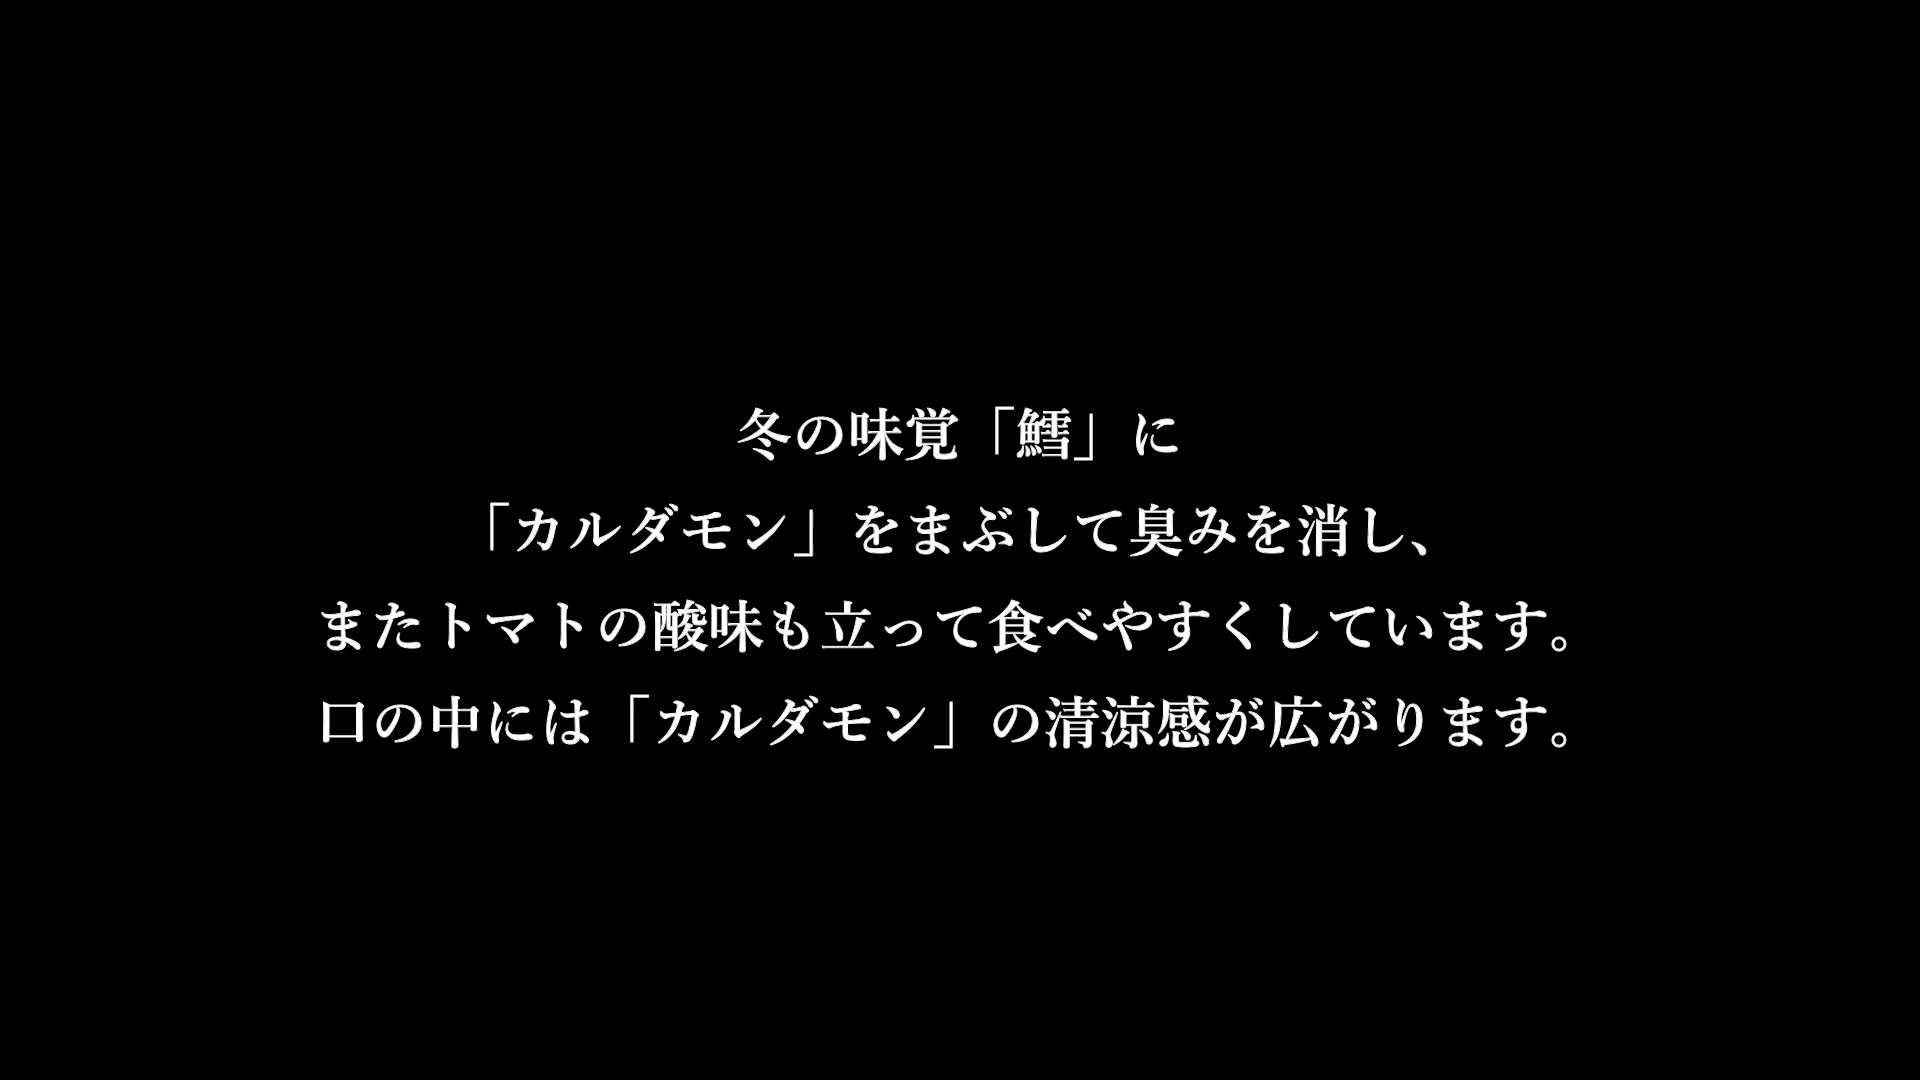 冬の味覚「鱈」に
「カルダモン」をまぶして臭みを消し、
またトマトの酸味も立って食べやすくしています。
口の中には「カルダモン」の清涼感が広がります。